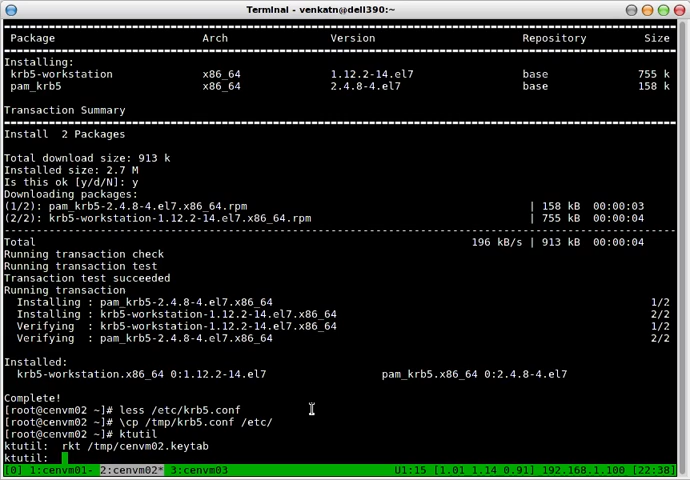 Terminal - venkatn@dell390:~
Package Arch Version Repository Size
Installing:
krb5-workstation x86_64 1.12.2-14.el7 base 755 k
pam_krb5 x86_64 2.4.8-4.el7 base 158 k
Transaction Summary
Install  2 Packages
Total download size: 913 k
Installed size: 2.7 M
Is this ok [y/d/N]: y
Downloading packages:
(1/2): pam_krb5-2.4.8-4.el7.x86_64.rpm | 158 kB  00:00:03
(2/2): krb5-workstation-1.12.2-14.el7.x86_64.rpm | 755 kB  00:00:04
Total 196 kB/s | 913 kB  00:00:04
Running transaction check
Running transaction test
Transaction test succeeded
Running transaction
Installing : pam_krb5-2.4.8-4.el7.x86_64 1/2
Installing : krb5-workstation-1.12.2-14.el7.x86_64 2/2
Verifying : krb5-workstation-1.12.2-14.el7.x86_64 1/2
Verifying : pam_krb5-2.4.8-4.el7.x86_64 2/2
Installed:
krb5-workstation.x86_64 0:1.12.2-14.el7 pam_krb5.x86_64 0:2.4.8-4.el7
Complete!
[root@cenvm02 ~]# less /etc/krb5.conf
[root@cenvm02 ~]# \cp /tmp/krb5.conf /etc/
[root@cenvm02 ~]# ktutil
ktutil:  rkt /tmp/cenvm02.keytab
ktutil:
[0] 1:cenvm01- 2:cenvm02* 3:cenvm03 U1:15 [1.01 1.14 0.91] 192.168.1.100 [22:38]